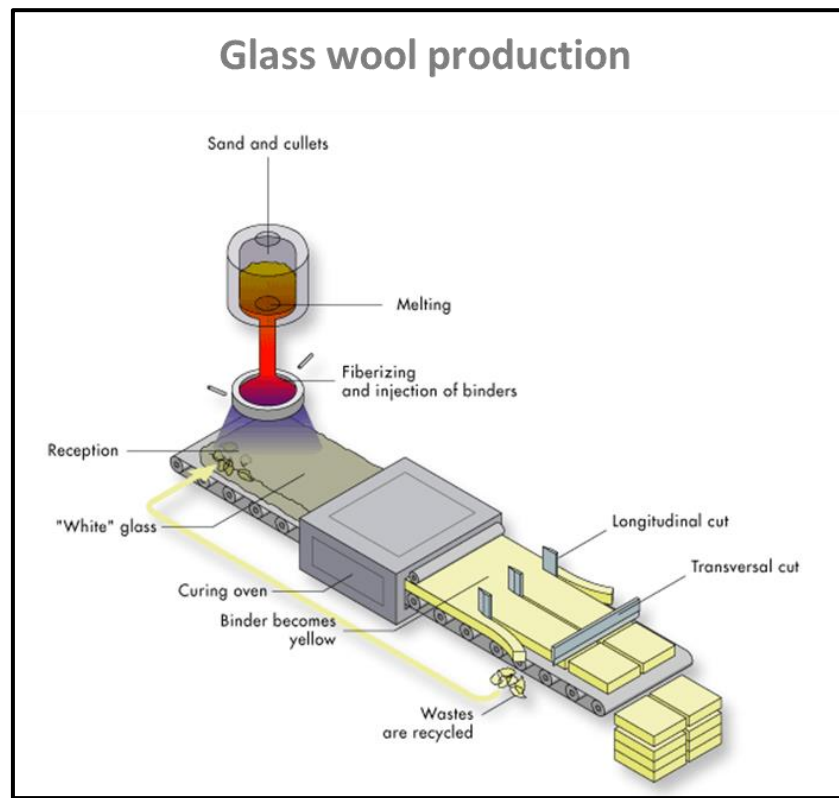 Glass wool production
Sand and cullets
Melting
Fiberizing
and injection of binders
Reception
"White" glass
Longitudinal cut
Transversal cut
Curing oven
Binder becomes
yellow
Wastes
are recycled